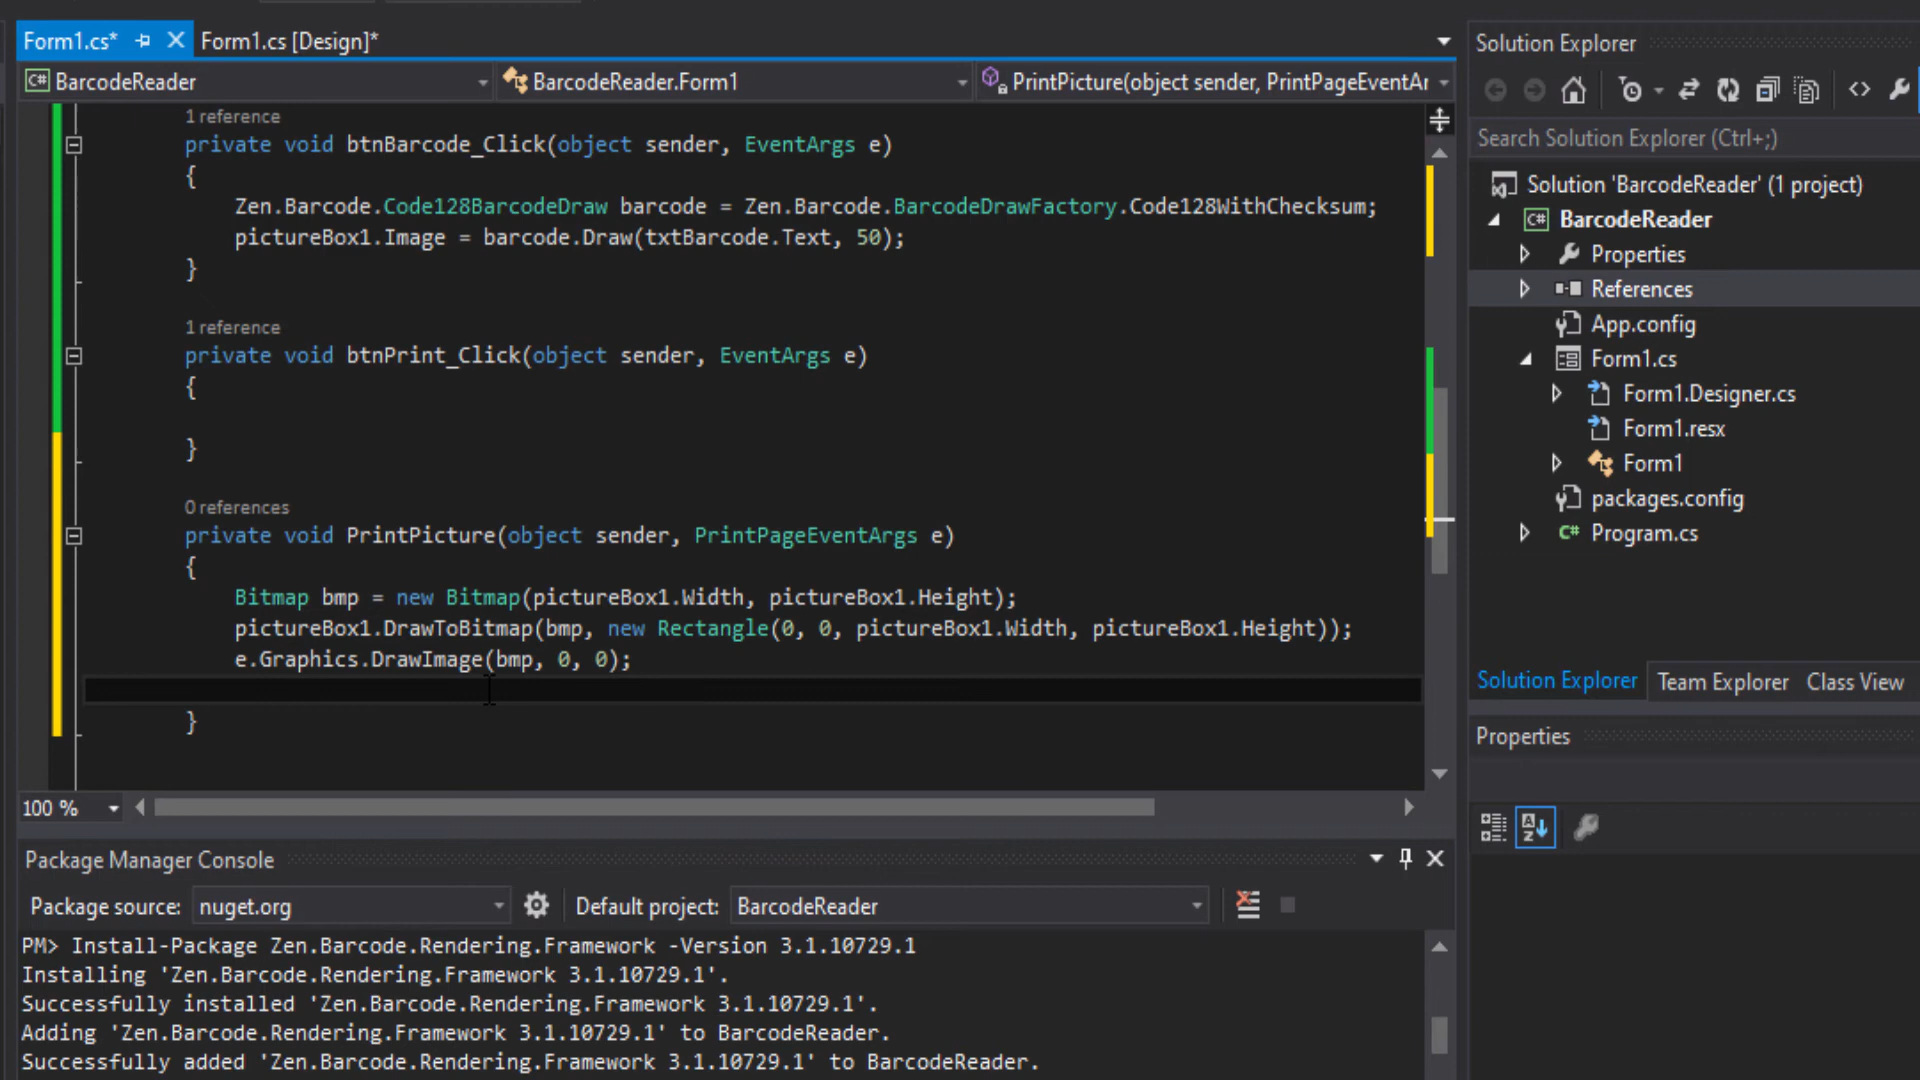 Form1.cs*
Form1.cs [Design]*
BarcodeReader
BarcodeReader.Form1
PrintPicture(object sender, PrintPageEventAr
1 reference
private void btnBarcode_Click(object sender, EventArgs e)
{
Zen.Barcode.Code128BarcodeDraw barcode = Zen.Barcode.BarcodeDrawFactory.Code128WithChecksum;
pictureBox1.Image = barcode.Draw(txtBarcode.Text, 50);
}
1 reference
private void btnPrint_Click(object sender, EventArgs e)
{
}
0 references
private void PrintPicture(object sender, PrintPageEventArgs e)
{
Bitmap bmp = new Bitmap(pictureBox1.Width, pictureBox1.Height);
pictureBox1.DrawToBitmap(bmp, new Rectangle(0, 0, pictureBox1.Width, pictureBox1.Height));
e.Graphics.DrawImage(bmp, 0, 0);
}
100 %
Package Manager Console
Package source: nuget.org
Default project: BarcodeReader
PM> Install-Package Zen.Barcode.Rendering.Framework -Version 3.1.10729.1
Installing 'Zen.Barcode.Rendering.Framework 3.1.10729.1'.
Successfully installed 'Zen.Barcode.Rendering.Framework 3.1.10729.1'.
Adding 'Zen.Barcode.Rendering.Framework 3.1.10729.1' to BarcodeReader.
Successfully added 'Zen.Barcode.Rendering.Framework 3.1.10729.1' to BarcodeReader.
Solution Explorer
Search Solution Explorer (Ctrl+;)
Solution 'BarcodeReader' (1 project)
C# BarcodeReader
Properties
References
App.config
Form1.cs
Form1.Designer.cs
Form1.resx
Form1
packages.config
C# Program.cs
Solution Explorer
Team Explorer
Class View
Properties